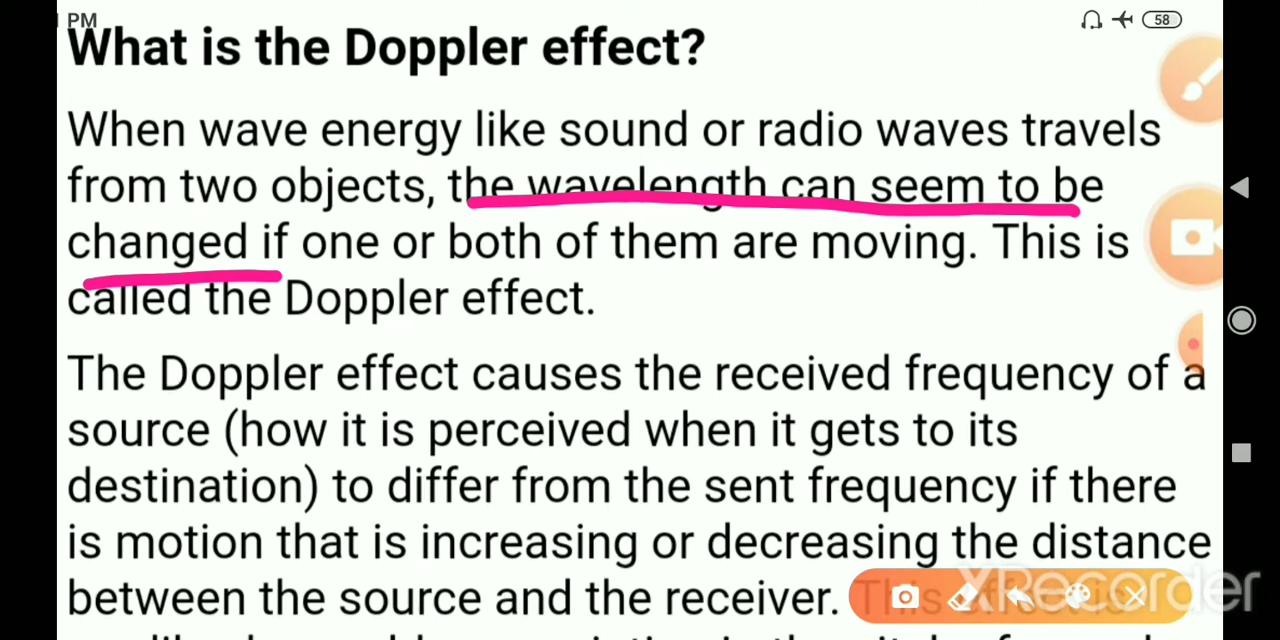 PM
58
What is the Doppler effect?
When wave energy like sound or radio waves travels
from two objects, the wavelength can seem to be
changed if one or both of them are moving. This is
called the Doppler effect.
The Doppler effect causes the received frequency of a
source (how it is perceived when it gets to its
destination) to differ from the sent frequency if there
is motion that is increasing or decreasing the distance
between the source and the receiver. This effect is
XRecorder